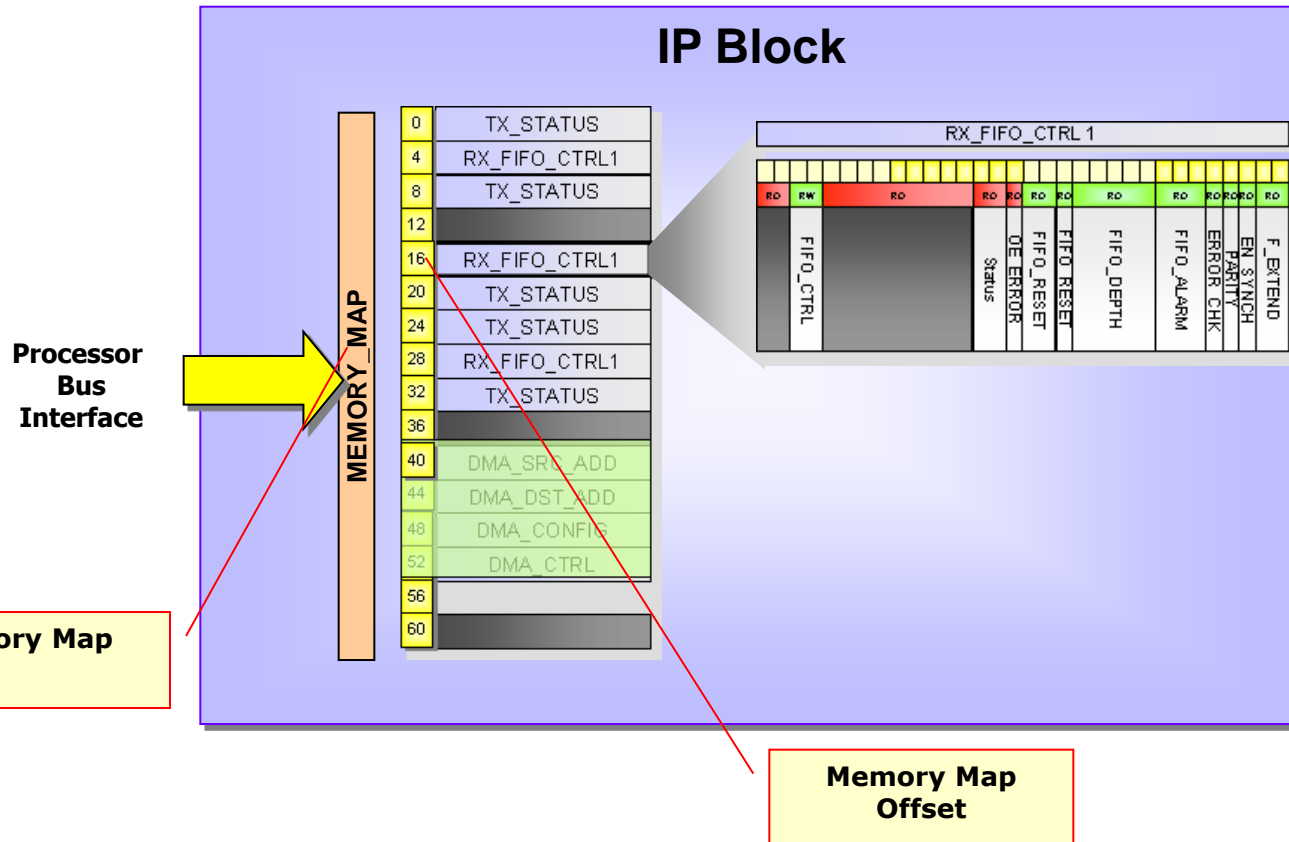 IP Block
0 TX_STATUS
4 RX_FIFO_CTRL1
8 TX_STATUS
12
16 RX_FIFO_CTRL1
20 TX_STATUS
24 TX_STATUS
28 RX_FIFO_CTRL1
32 TX_STATUS
36
40 DMA_SRC_ADD
44 DMA_DST_ADD
48 DMA_CONFIG
52 DMA_CTRL
56
60
MEMORY_MAP
Processor
Bus
Interface
RX_FIFO_CTRL 1
RO RW RO RO RO RO RO RO RO RO RO RO RO
FIFO_CTRL
Status
OE_ERROR
FIFO_RESET
FIFO_RESET
FIFO_DEPTH
FIFO_ALARM
ERROR_CHK
PARITY
EN_SYNCH
F_EXTEND
ory Map
Memory Map
Offset